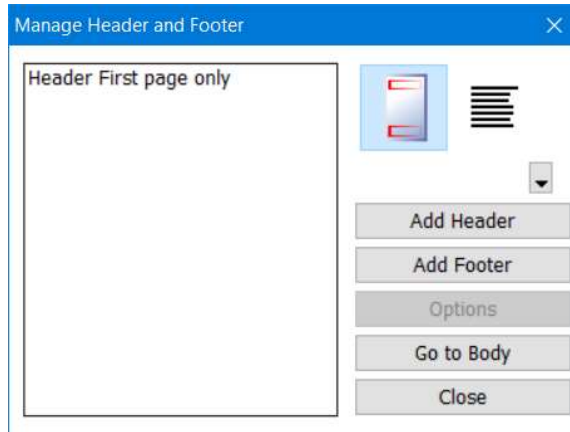 Manage Header and Footer
Header First page only
Add Header
Add Footer
Options
Go to Body
Close